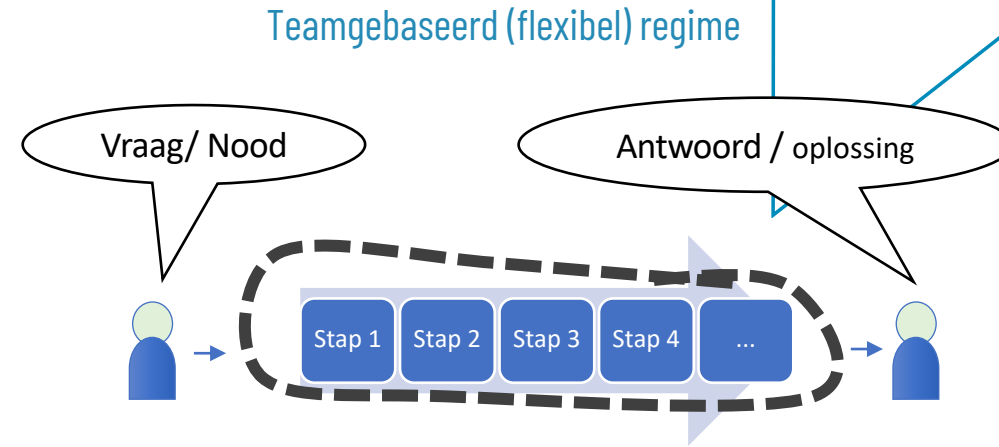 Teamgebaseerd (flexibel) regime
Vraag/ Nood
Antwoord / oplossing
Stap 1
Stap 2
Stap 3
Stap 4
...